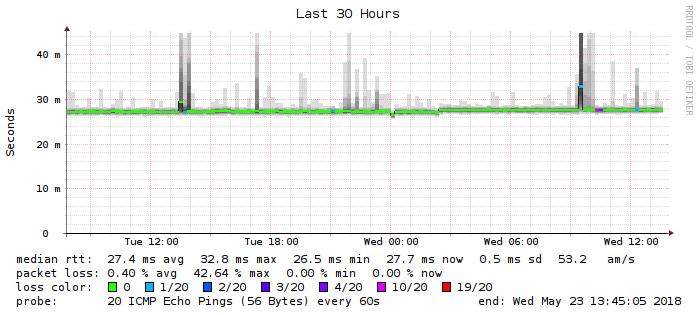 Last 30 Hours
RRDTOOL / TOBI OETIKER
Seconds
40 m
30 m
20 m
10 m
0
Tue 12:00 Tue 18:00 Wed 00:00 Wed 06:00 Wed 12:00
median rtt: 27.4 ms avg 32.8 ms max 26.5 ms min 27.7 ms now 0.5 ms sd 53.2 am/s
packet loss: 0.40 % avg 42.64 % max 0.00 % min 0.00 % now
loss color: 0 1/20 2/20 3/20 4/20 10/20 19/20
probe: 20 ICMP Echo Pings (56 Bytes) every 60s end: Wed May 23 13:45:05 2018